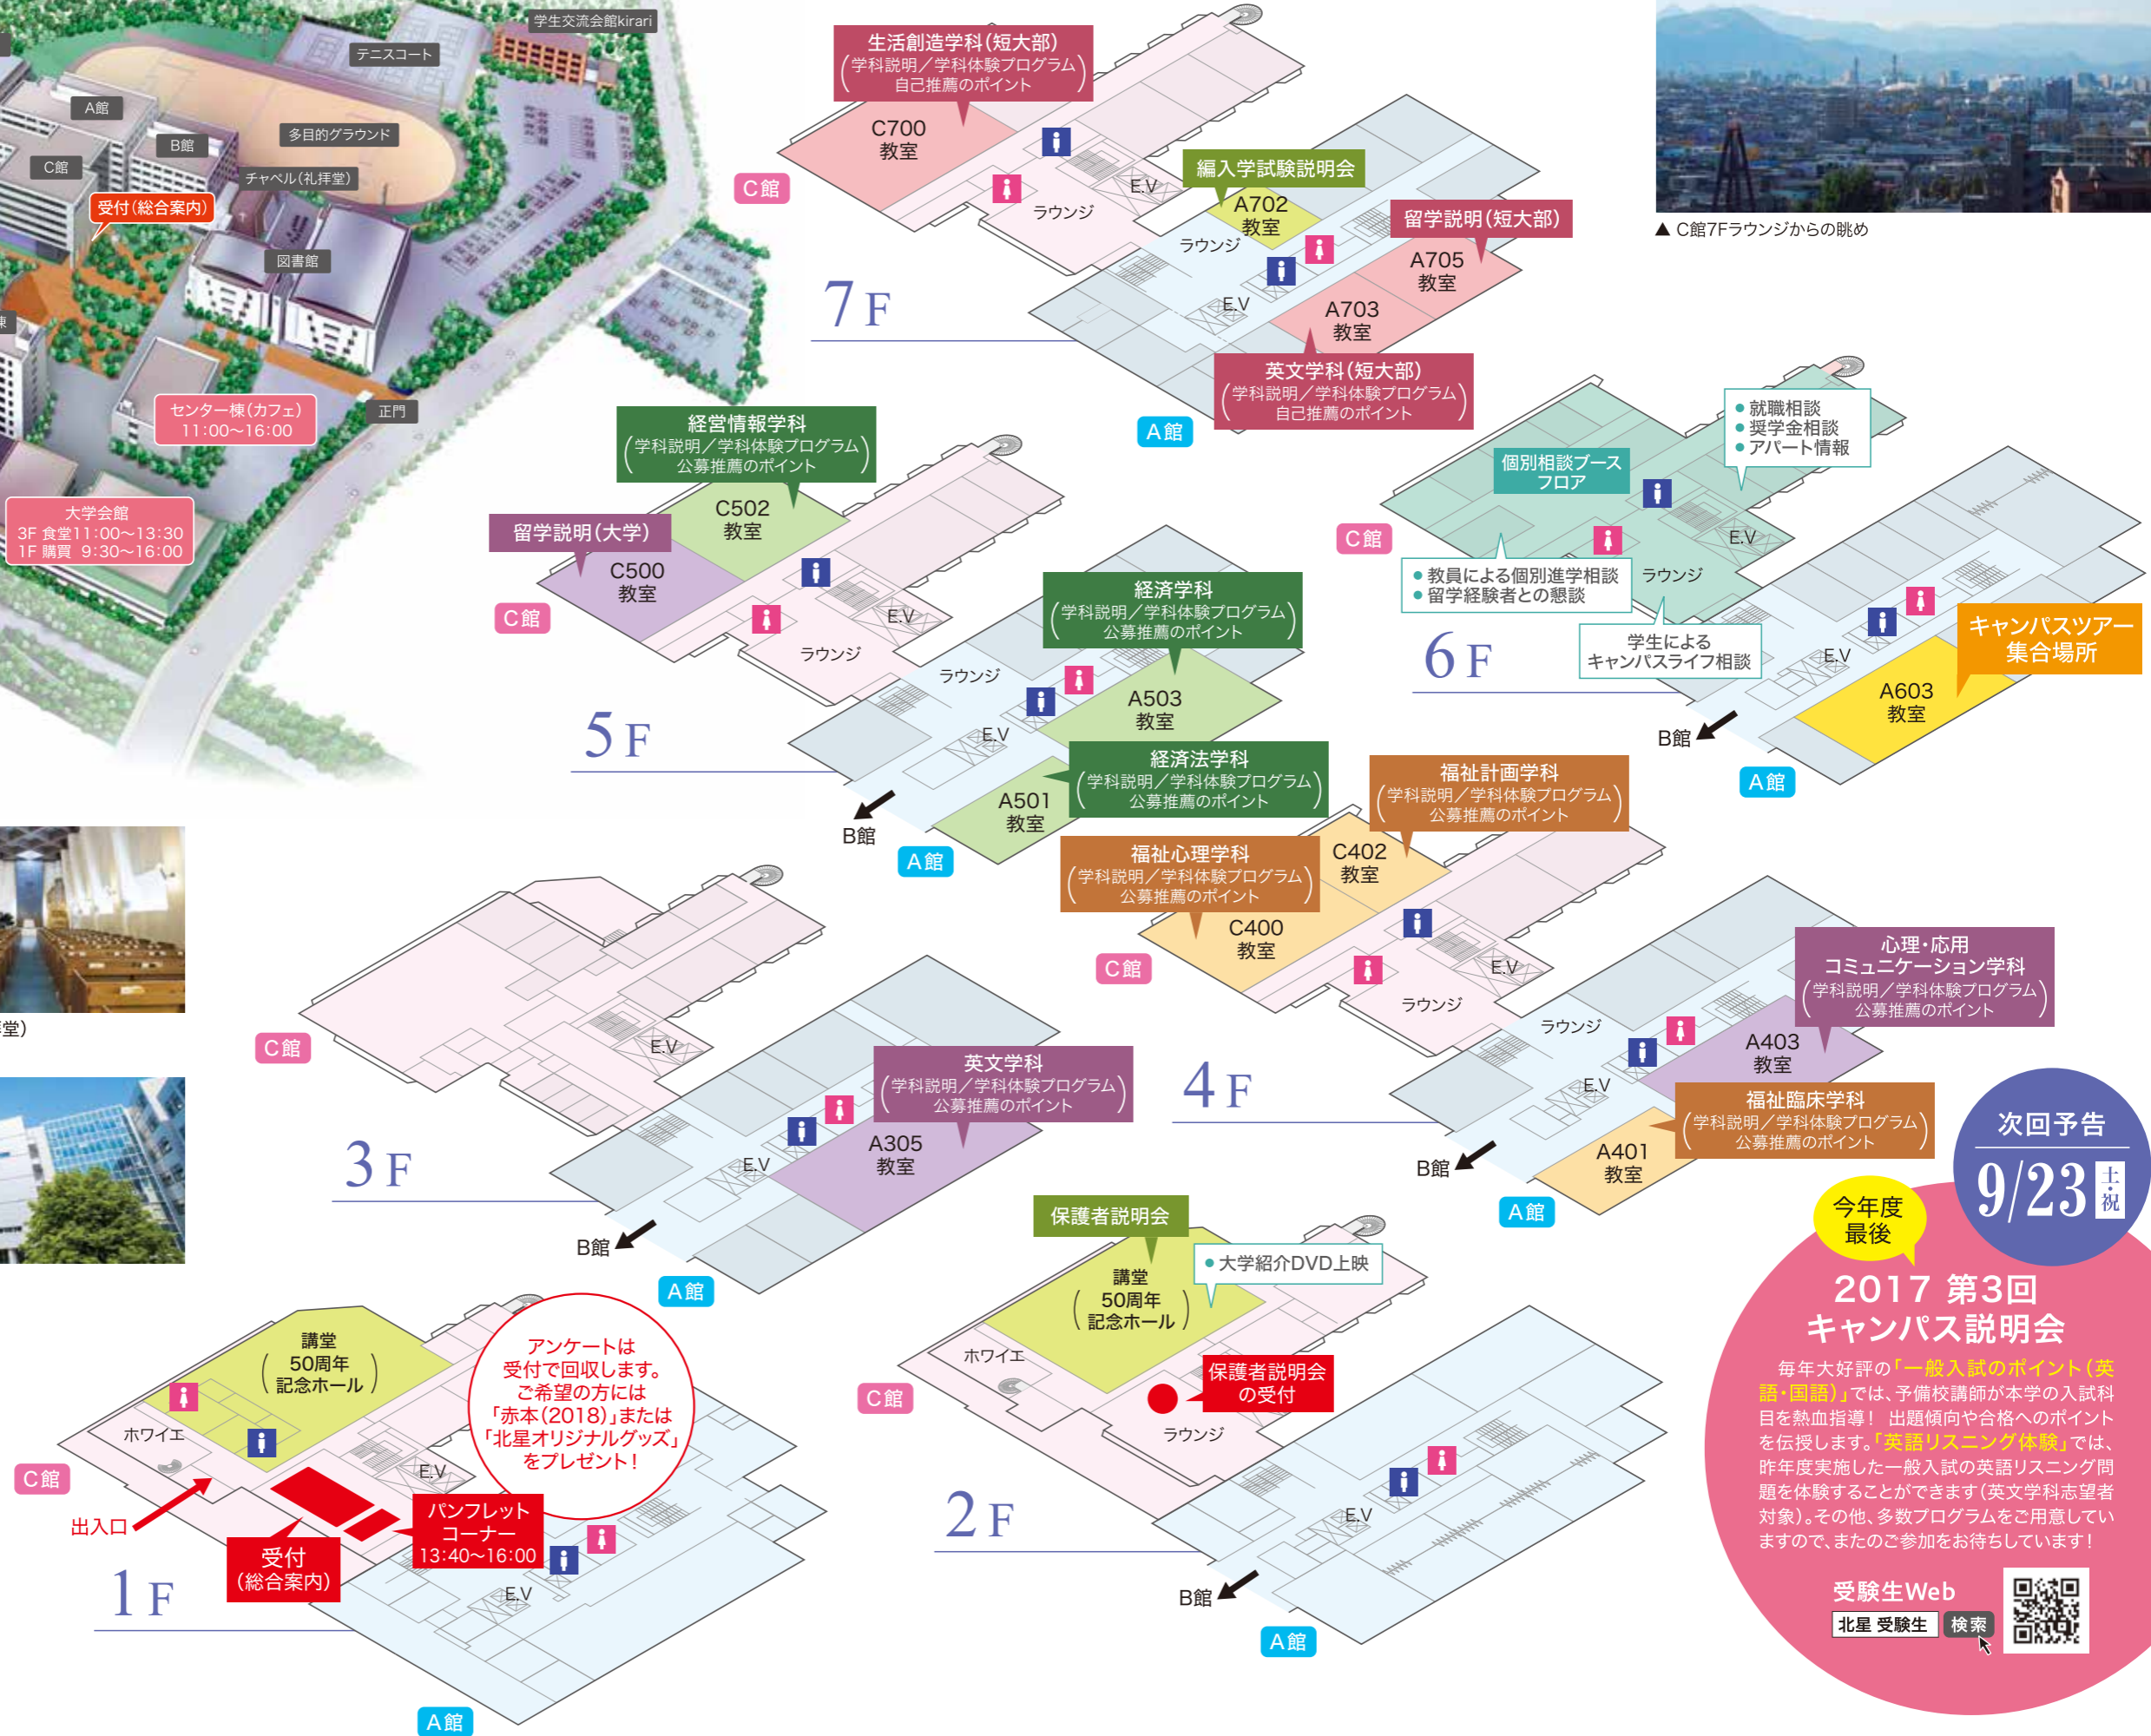 学生交流会館kirari
テニスコート
A館
B館
多目的グラウンド
C館
チャペル(礼拝堂)
受付(総合案内)
図書館
センター棟(カフェ)
11:00〜16:00
正門
大学会館
3F 食堂11:00〜13:30
1F 購買 9:30〜16:00
生活創造学科(短大部)
(学科説明/学科体験プログラム
自己推薦のポイント)
C700
教室
C館
E.V
ラウンジ
編入学試験説明会
A702
教室
ラウンジ
留学説明(短大部)
A705
教室
A703
教室
E.V
英文学科(短大部)
(学科説明/学科体験プログラム
自己推薦のポイント)
7F
A館
▲ C館7Fラウンジからの眺め
個別相談ブース
フロア
● 就職相談
● 奨学金相談
● アパート情報
C館
E.V
● 教員による個別進学相談
● 留学経験者との懇談
ラウンジ
学生による
キャンパスライフ相談
6F
キャンパスツアー
集合場所
E.V
A603
教室
B館
A館
経営情報学科
(学科説明/学科体験プログラム
公募推薦のポイント)
C502
教室
留学説明(大学)
C500
教室
C館
E.V
ラウンジ
ラウンジ
経済学科
(学科説明/学科体験プログラム
公募推薦のポイント)
A503
教室
5F
E.V
経済法学科
(学科説明/学科体験プログラム
公募推薦のポイント)
A501
教室
B館
A館
福祉計画学科
(学科説明/学科体験プログラム
公募推薦のポイント)
C402
教室
福祉心理学科
(学科説明/学科体験プログラム
公募推薦のポイント)
C400
教室
C館
E.V
ラウンジ
ラウンジ
心理・応用
コミュニケーション学科
(学科説明/学科体験プログラム
公募推薦のポイント)
A403
教室
4F
E.V
福祉臨床学科
(学科説明/学科体験プログラム
公募推薦のポイント)
A401
教室
B館
A館
堂)
C館
E.V
英文学科
(学科説明/学科体験プログラム
公募推薦のポイント)
A305
教室
3F
E.V
B館
A館
保護者説明会
● 大学紹介DVD上映
講堂
(50周年
記念ホール)
ホワイエ
C館
保護者説明会
の受付
ラウンジ
2F
E.V
B館
A館
講堂
(50周年
記念ホール)
アンケートは
受付で回収します。
ご希望の方には
「赤本(2018)」または
「北星オリジナルグッズ」
をプレゼント!
ホワイエ
C館
E.V
出入口
パンフレット
コーナー
13:40〜16:00
受付
(総合案内)
1F
E.V
A館
次回予告
9/23 土・祝
今年度
最後
2017 第3回
キャンパス説明会
毎年大好評の「一般入試のポイント(英
語・国語)」では、予備校講師が本学の入試科
目を熱血指導! 出題傾向や合格へのポイント
を伝授します。「英語リスニング体験」では、
昨年度実施した一般入試の英語リスニング問
題を体験することができます(英文学科志望者
対象)。その他、多数プログラムをご用意してい
ますので、またのご参加をお待ちしています!
受験生Web
北星 受験生 検索